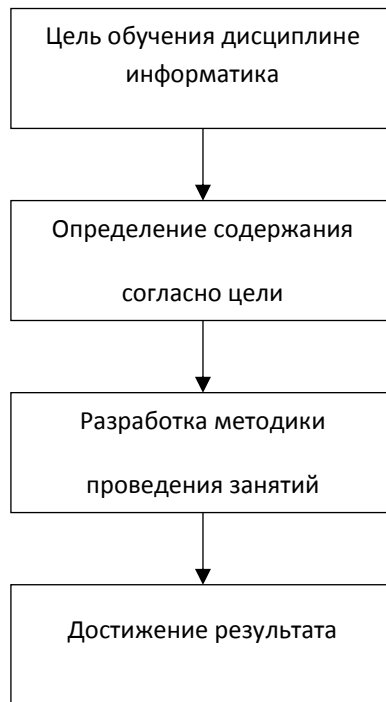 Цель обучения дисциплине
информатика
Определение содержания
согласно цели
Разработка методики
проведения занятий
Достижение результата